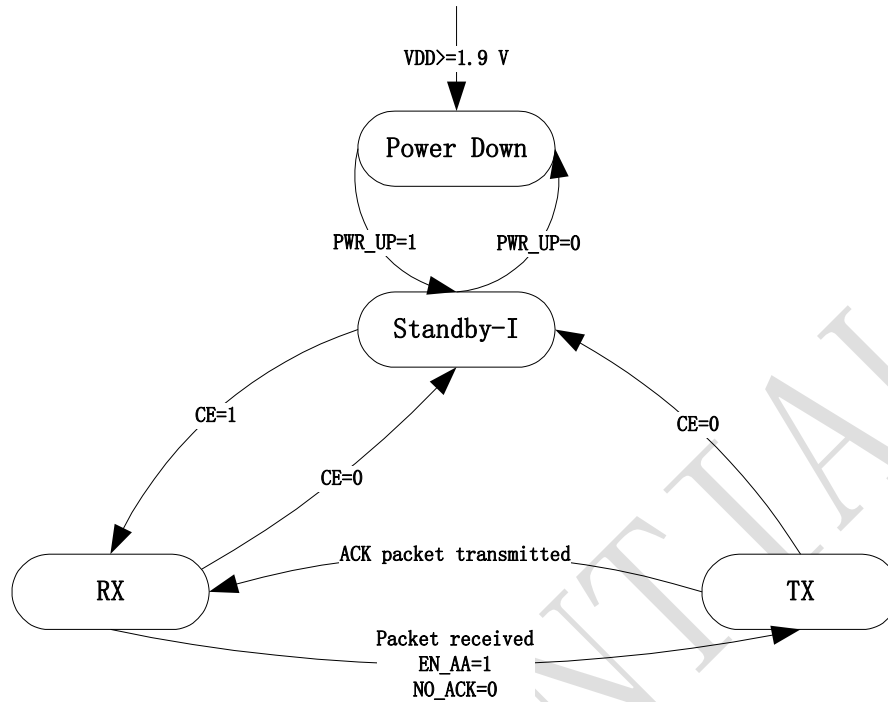 VDD>=1.9 V
Power Down
PWR_UP=1
PWR_UP=0
Standby-I
CE=1
CE=0
CE=0
ACK packet transmitted
RX
TX
Packet received
EN_AA=1
NO_ACK=0
NTIA